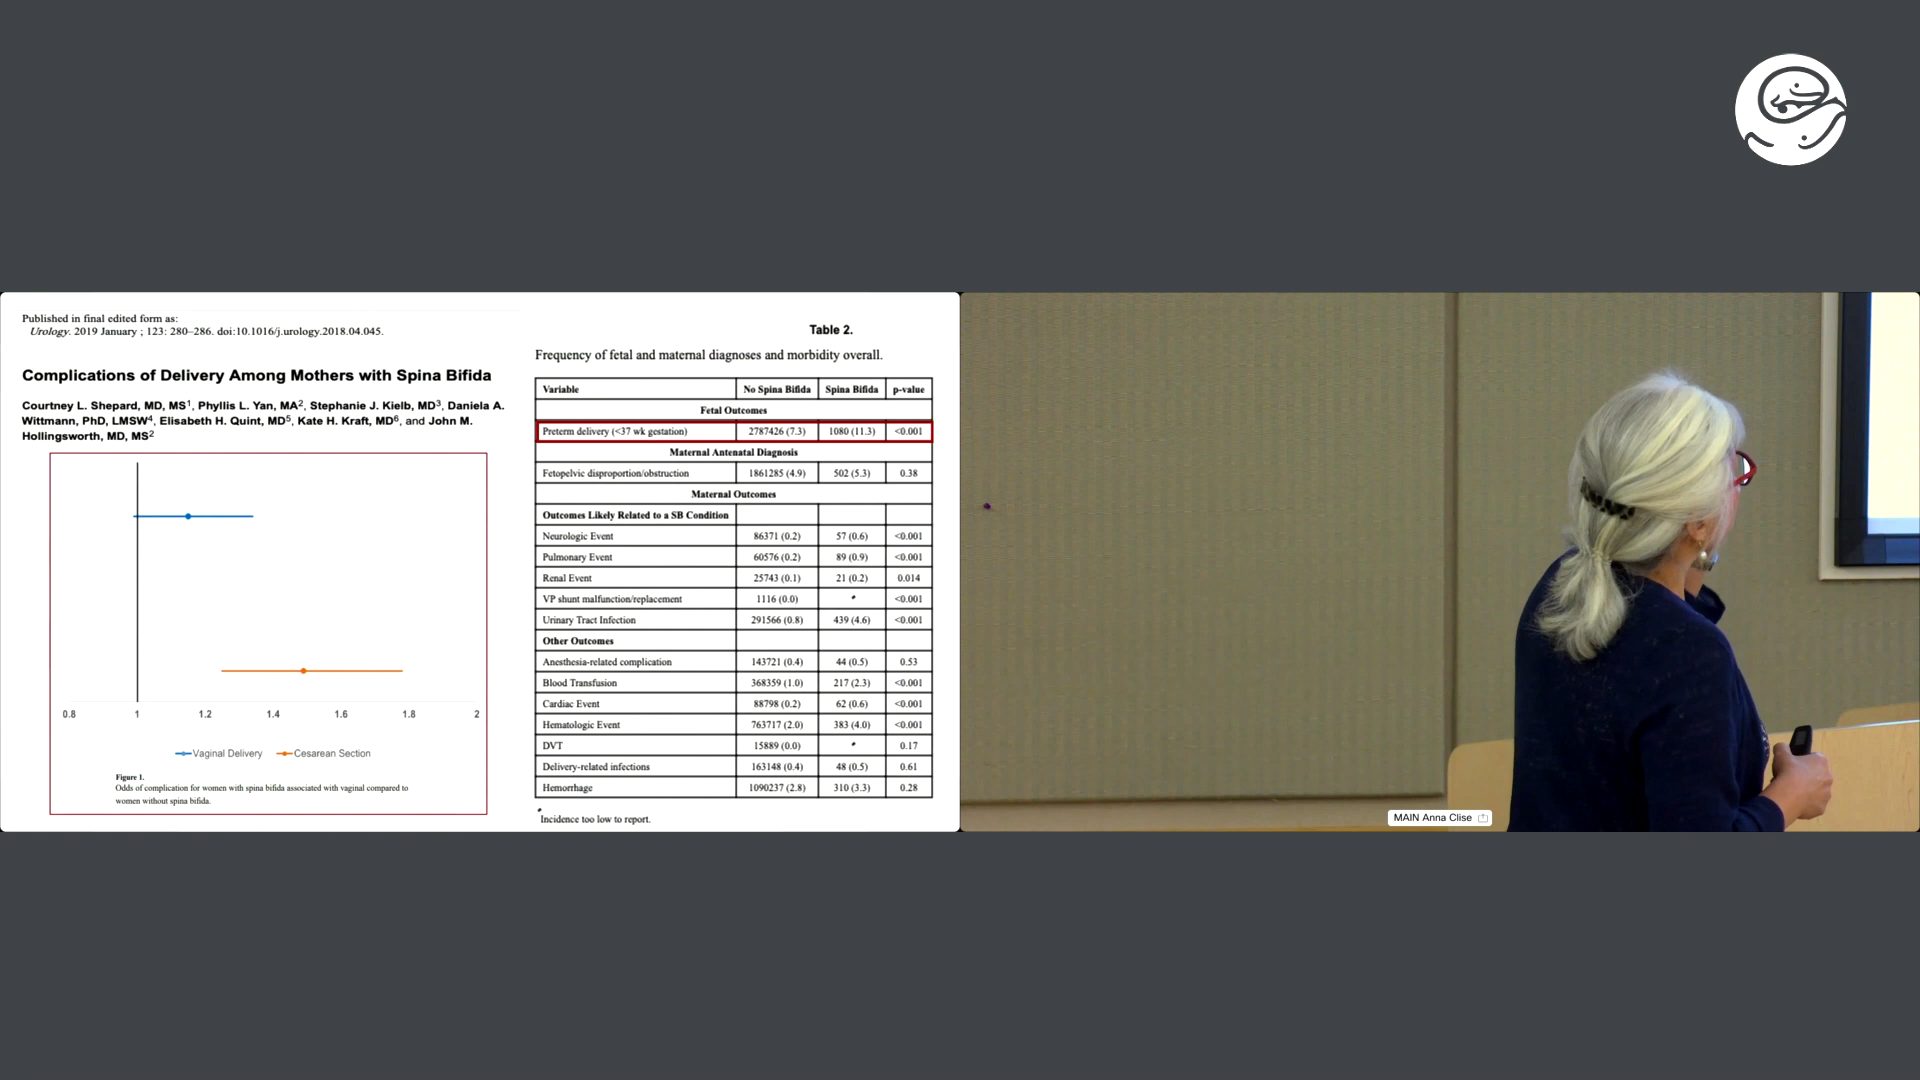 Published in final edited form as:
Urology. 2019 January ; 123: 280–286. doi:10.1016/j.urology.2018.04.045.
Complications of Delivery Among Mothers with Spina Bifida
Courtney L. Shepard, MD, MS1, Phyllis L. Yan, MA2, Stephanie J. Kielb, MD3, Daniela A.
Wittmann, PhD, LMSW4, Elisabeth H. Quint, MD5, Kate H. Kraft, MD6, and John M.
Hollingsworth, MD, MS2
0.8 1 1.2 1.4 1.6 1.8 2
Vaginal Delivery Cesarean Section
Figure 1.
Odds of complication for women with spina bifida associated with vaginal compared to
women without spina bifida.
Table 2.
Frequency of fetal and maternal diagnoses and morbidity overall.
Variable No Spina Bifida Spina Bifida p-value
Fetal Outcomes
Preterm delivery (<37 wk gestation) 2787426 (7.3) 1080 (11.3) <0.001
Maternal Antenatal Diagnosis
Fetopelvic disproportion/obstruction 1861285 (4.9) 502 (5.3) 0.38
Maternal Outcomes
Outcomes Likely Related to a SB Condition
Neurologic Event 86371 (0.2) 57 (0.6) <0.001
Pulmonary Event 60576 (0.2) 89 (0.9) <0.001
Renal Event 25743 (0.1) 21 (0.2) 0.014
VP shunt malfunction/replacement 1116 (0.0) * <0.001
Urinary Tract Infection 291566 (0.8) 439 (4.6) <0.001
Other Outcomes
Anesthesia-related complication 143721 (0.4) 44 (0.5) 0.53
Blood Transfusion 368359 (1.0) 217 (2.3) <0.001
Cardiac Event 88798 (0.2) 62 (0.6) <0.001
Hematologic Event 763717 (2.0) 383 (4.0) <0.001
DVT 15889 (0.0) * 0.17
Delivery-related infections 163148 (0.4) 48 (0.5) 0.61
Hemorrhage 1090237 (2.8) 310 (3.3) 0.28
*Incidence too low to report.
MAIN Anna Clise